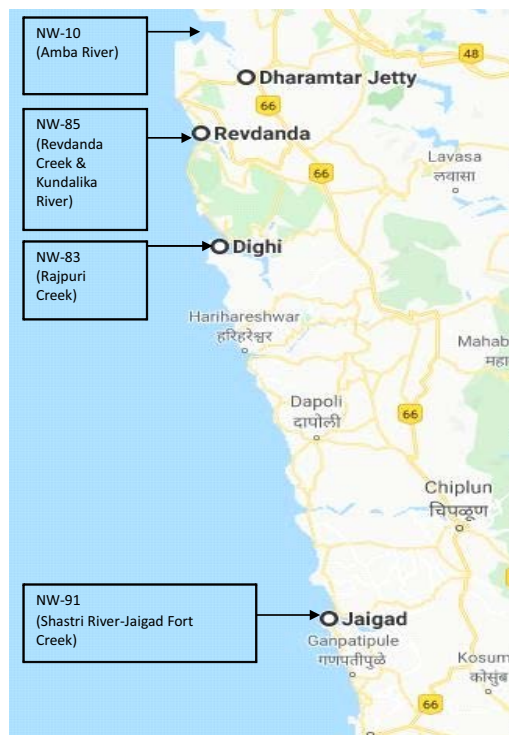 NW-10
(Amba River)
48
Dharamtar Jetty
66
NW-85
(Revdanda
Creek &
Kundalika
River)
Revdanda
Lavasa
लवासा
66
NW-83
(Rajpuri
Creek)
Dighi
Harihareshwar
हरिहरेश्वर
Mahab
महा
Dapoli
दापोली
66
Chiplun
चिपळूण
NW-91
(Shastri River-Jaigad Fort
Creek)
Jaigad
Ganpatipule
गणपतीपुळे
Kosum
कोसुंब
66